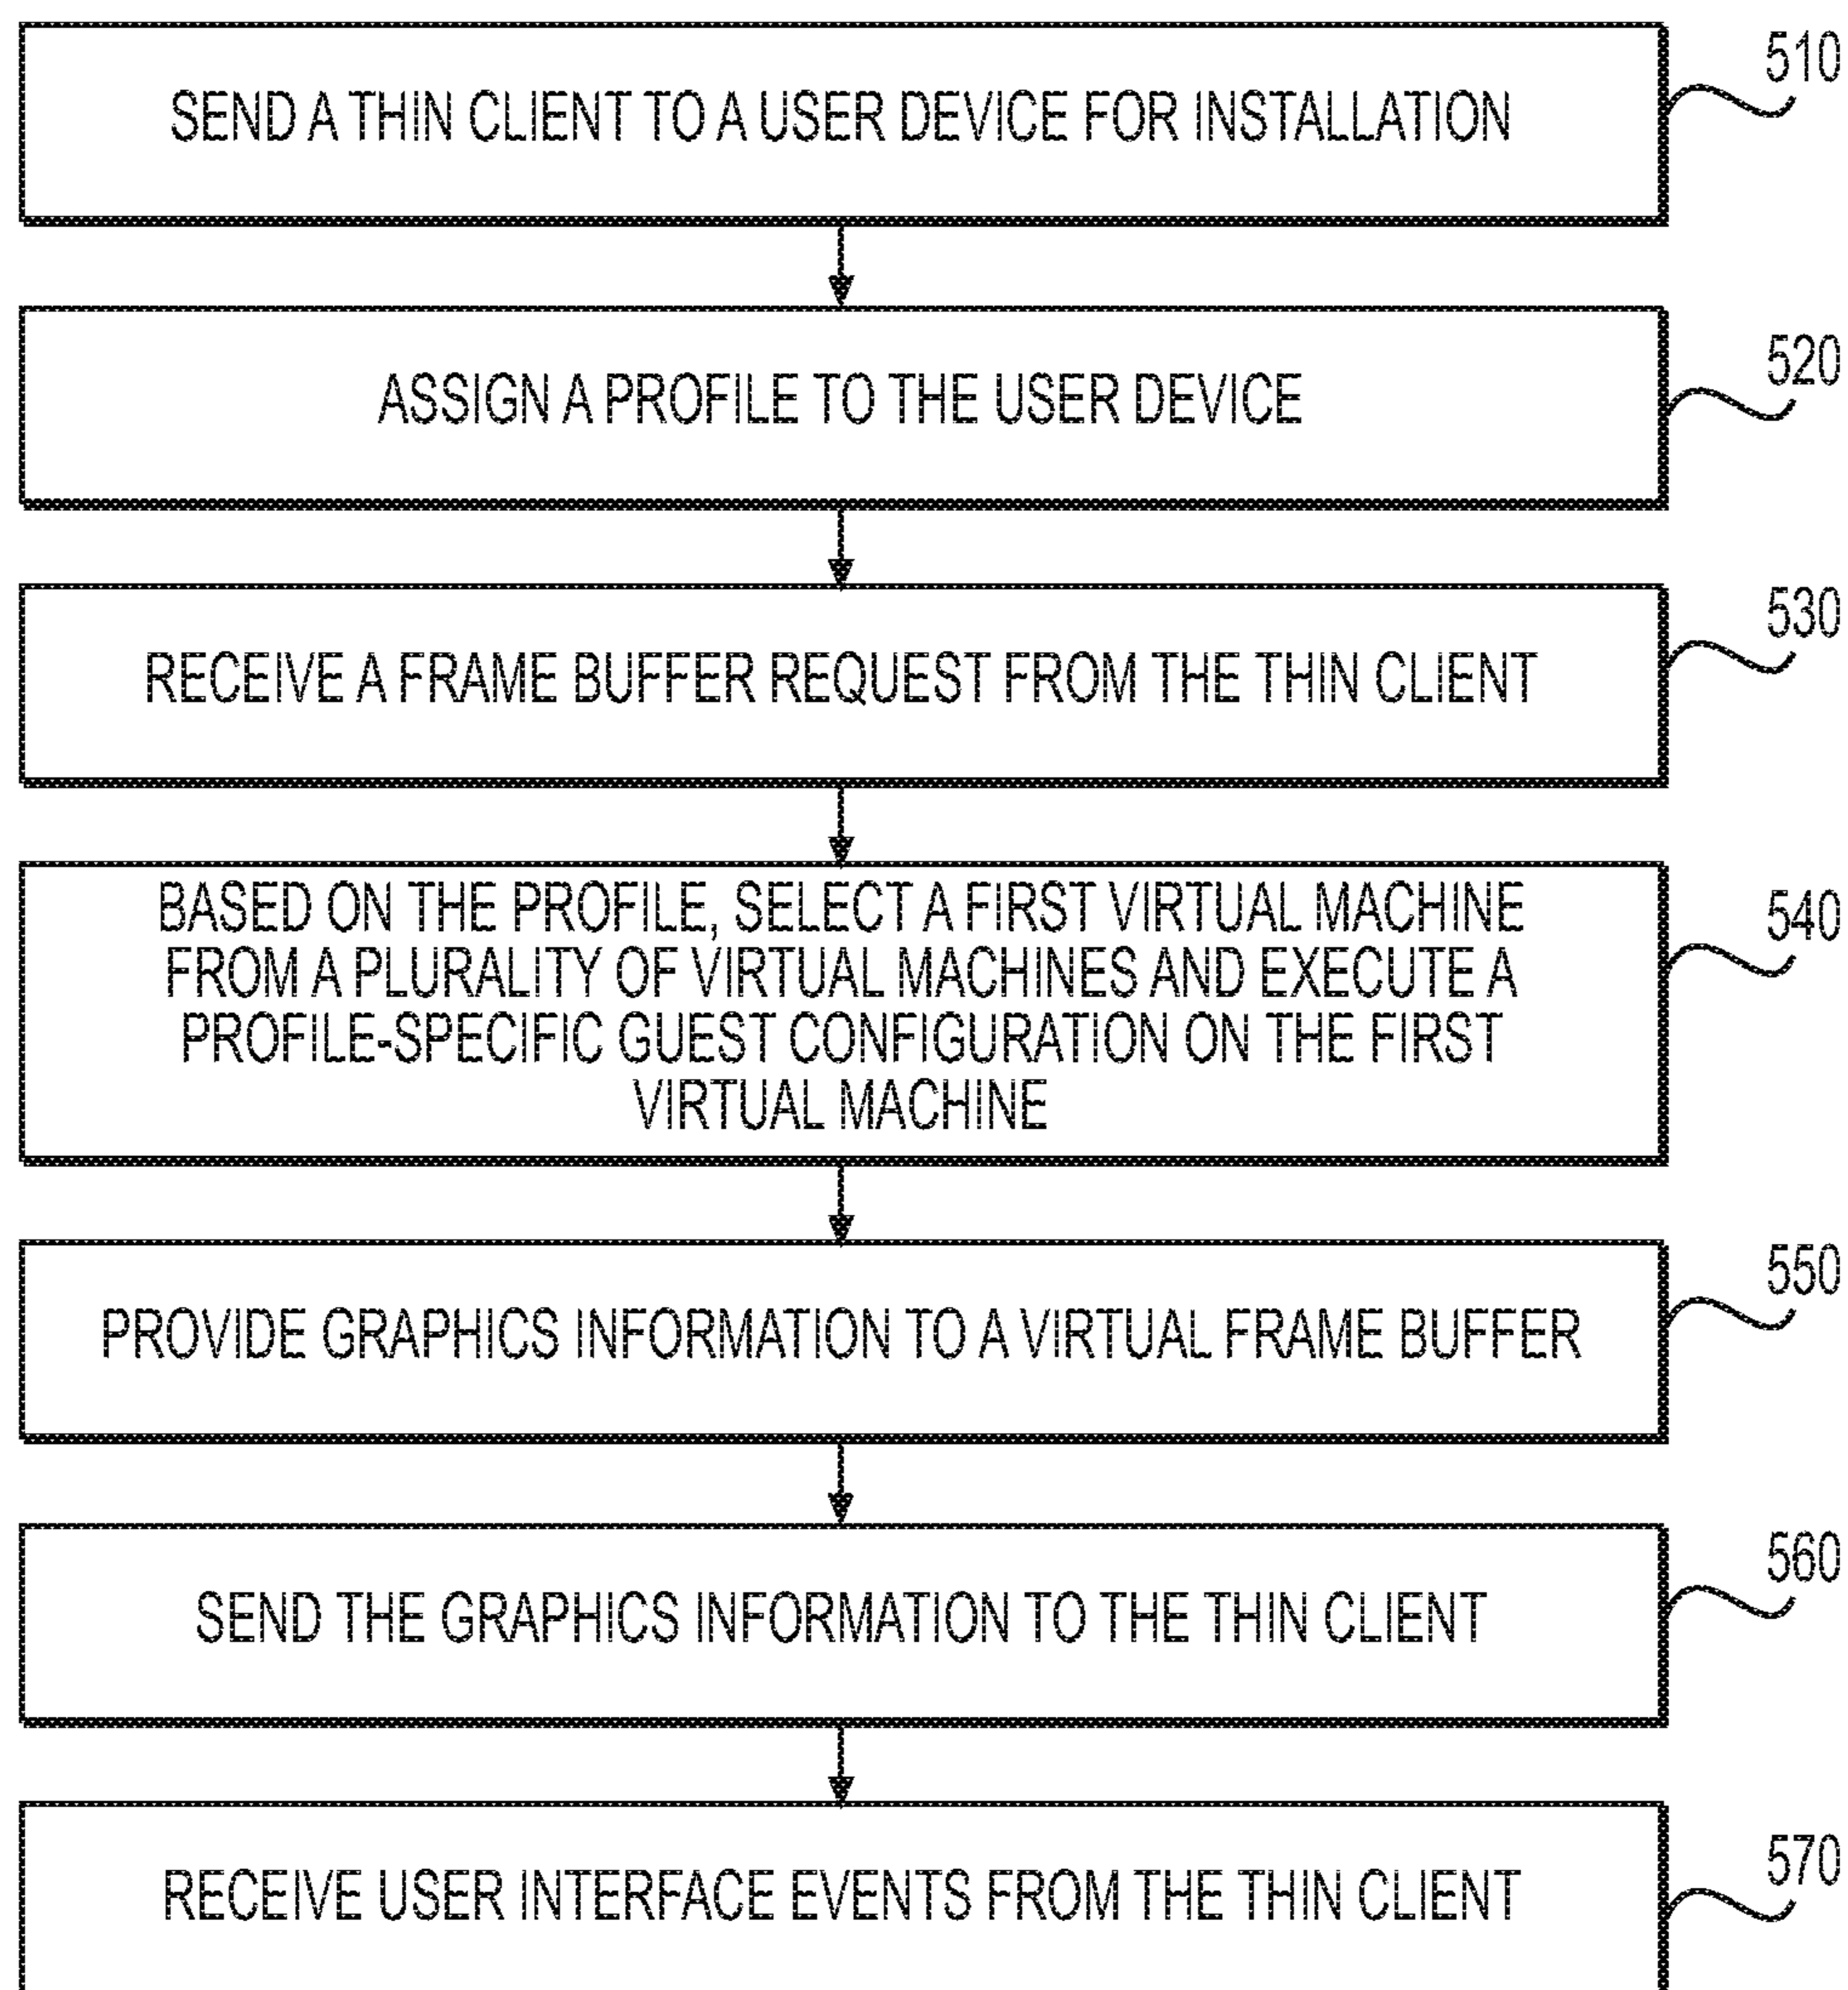 SEND A THIN CLIENT TO A USER DEVICE FOR INSTALLATION
510
ASSIGN A PROFILE TO THE USER DEVICE
520
RECEIVE A FRAME BUFFER REQUEST FROM THE THIN CLIENT
530
BASED ON THE PROFILE, SELECT A FIRST VIRTUAL MACHINE
FROM A PLURALITY OF VIRTUAL MACHINES AND EXECUTE A
PROFILE-SPECIFIC GUEST CONFIGURATION ON THE FIRST
VIRTUAL MACHINE
540
PROVIDE GRAPHICS INFORMATION TO A VIRTUAL FRAME BUFFER
550
SEND THE GRAPHICS INFORMATION TO THE THIN CLIENT
560
RECEIVE USER INTERFACE EVENTS FROM THE THIN CLIENT
570